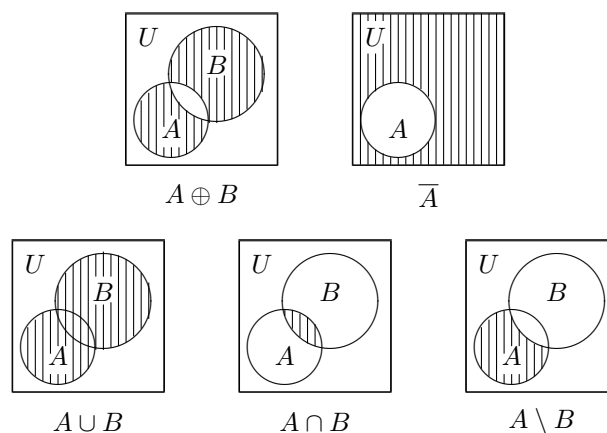 U B A
U A
A ⊕ B
A̅
U B A
U B A
U B A
A ∪ B
A ∩ B
A \ B